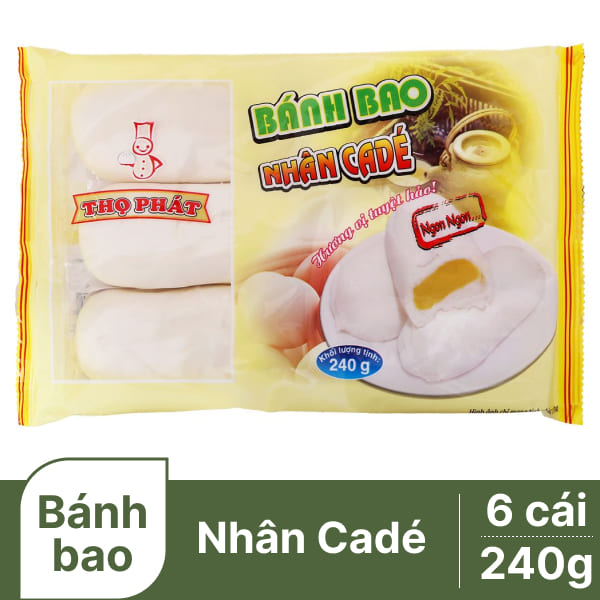 BÁNH BAO
NHÂN CADÉ
THỌ PHÁT
Hương vị tuyệt hảo!
Ngon Ngon...
Khối lượng tịnh:
240 g
Bánh
bao
Nhân Cadé
6 cái
240g